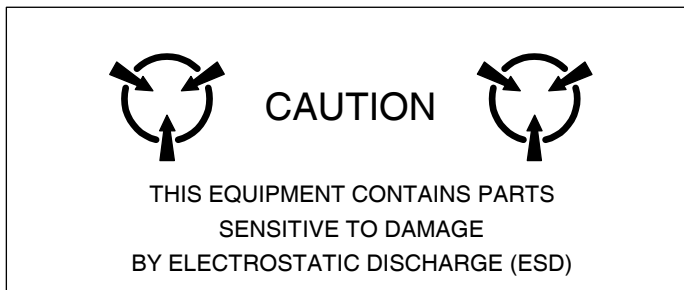 CAUTION
THIS EQUIPMENT CONTAINS PARTS
SENSITIVE TO DAMAGE
BY ELECTROSTATIC DISCHARGE (ESD)